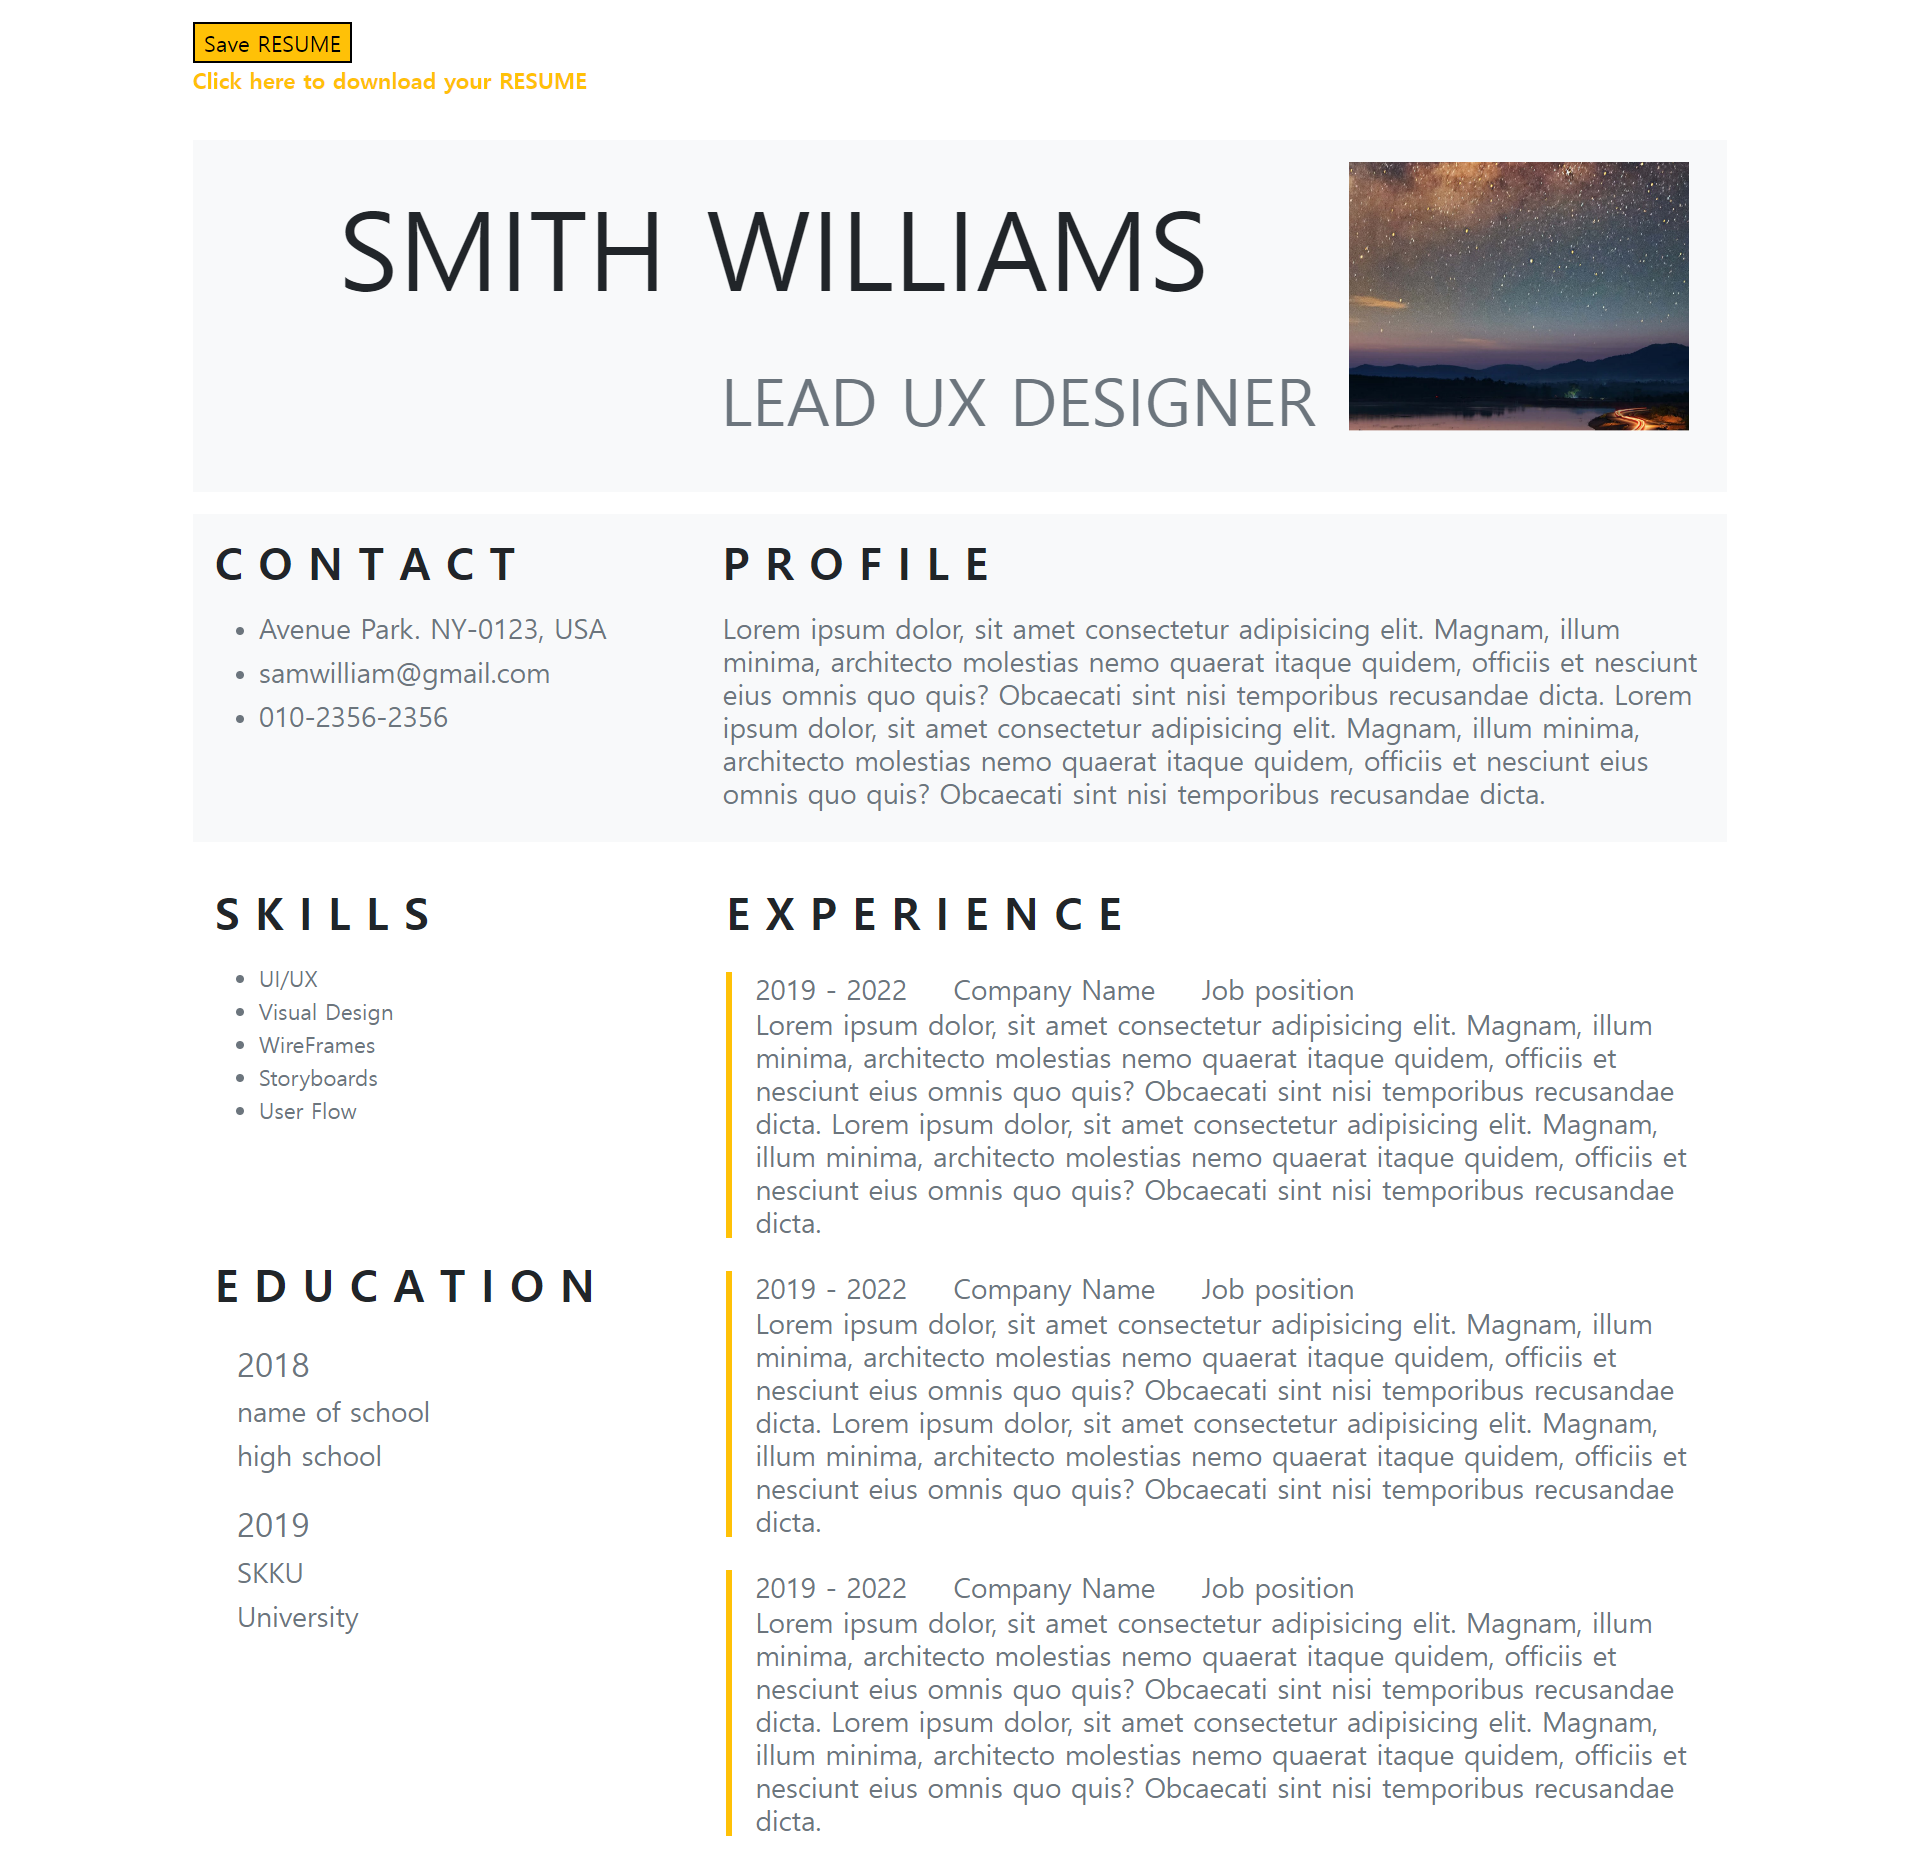 Save RESUME
Click here to download your RESUME
SMITH WILLIAMS
LEAD UX DESIGNER
CONTACT
• Avenue Park. NY-0123, USA
• samwilliam@gmail.com
• 010-2356-2356
PROFILE
Lorem ipsum dolor, sit amet consectetur adipisicing elit. Magnam, illum
minima, architecto molestias nemo quaerat itaque quidem, officiis et nesciunt
eius omnis quo quis? Obcaecati sint nisi temporibus recusandae dicta. Lorem
ipsum dolor, sit amet consectetur adipisicing elit. Magnam, illum minima,
architecto molestias nemo quaerat itaque quidem, officiis et nesciunt eius
omnis quo quis? Obcaecati sint nisi temporibus recusandae dicta.
SKILLS
• UI/UX
• Visual Design
• WireFrames
• Storyboards
• User Flow
EDUCATION
2018
name of school
high school
2019
SKKU
University
EXPERIENCE
2019 - 2022 Company Name Job position
Lorem ipsum dolor, sit amet consectetur adipisicing elit. Magnam, illum
minima, architecto molestias nemo quaerat itaque quidem, officiis et
nesciunt eius omnis quo quis? Obcaecati sint nisi temporibus recusandae
dicta. Lorem ipsum dolor, sit amet consectetur adipisicing elit. Magnam,
illum minima, architecto molestias nemo quaerat itaque quidem, officiis et
nesciunt eius omnis quo quis? Obcaecati sint nisi temporibus recusandae
dicta.
2019 - 2022 Company Name Job position
Lorem ipsum dolor, sit amet consectetur adipisicing elit. Magnam, illum
minima, architecto molestias nemo quaerat itaque quidem, officiis et
nesciunt eius omnis quo quis? Obcaecati sint nisi temporibus recusandae
dicta. Lorem ipsum dolor, sit amet consectetur adipisicing elit. Magnam,
illum minima, architecto molestias nemo quaerat itaque quidem, officiis et
nesciunt eius omnis quo quis? Obcaecati sint nisi temporibus recusandae
dicta.
2019 - 2022 Company Name Job position
Lorem ipsum dolor, sit amet consectetur adipisicing elit. Magnam, illum
minima, architecto molestias nemo quaerat itaque quidem, officiis et
nesciunt eius omnis quo quis? Obcaecati sint nisi temporibus recusandae
dicta. Lorem ipsum dolor, sit amet consectetur adipisicing elit. Magnam,
illum minima, architecto molestias nemo quaerat itaque quidem, officiis et
nesciunt eius omnis quo quis? Obcaecati sint nisi temporibus recusandae
dicta.